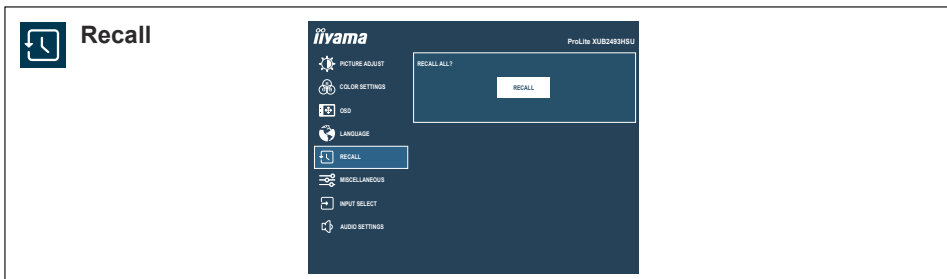 Recall
iiyama
ProLite XUB2493HSU
PICTURE ADJUST
RECALL ALL?
COLOR SETTINGS
RECALL
OSD
LANGUAGE
RECALL
MISCELLANEOUS
INPUT SELECT
AUDIO SETTINGS